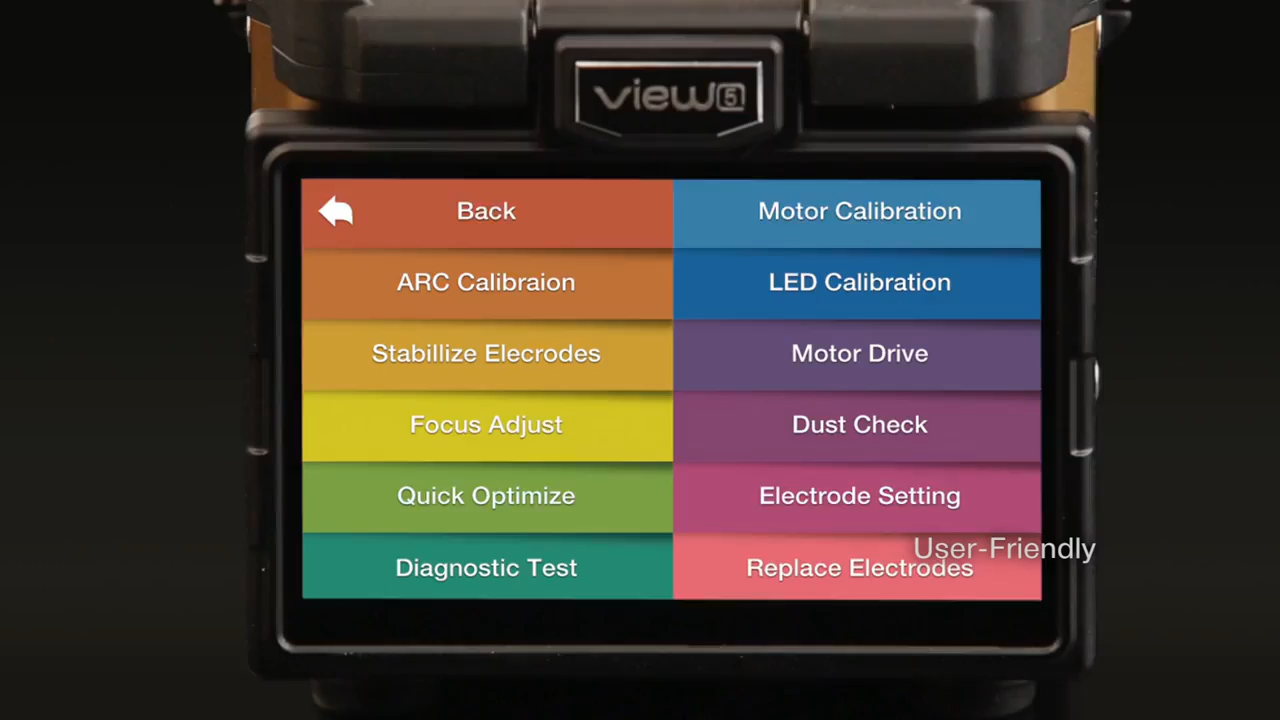 view5
Back
Motor Calibration
ARC Calibraion
LED Calibration
Stabillize Elecrodes
Motor Drive
Focus Adjust
Dust Check
Quick Optimize
Electrode Setting
User-Friendly
Diagnostic Test
Replace Electrodes